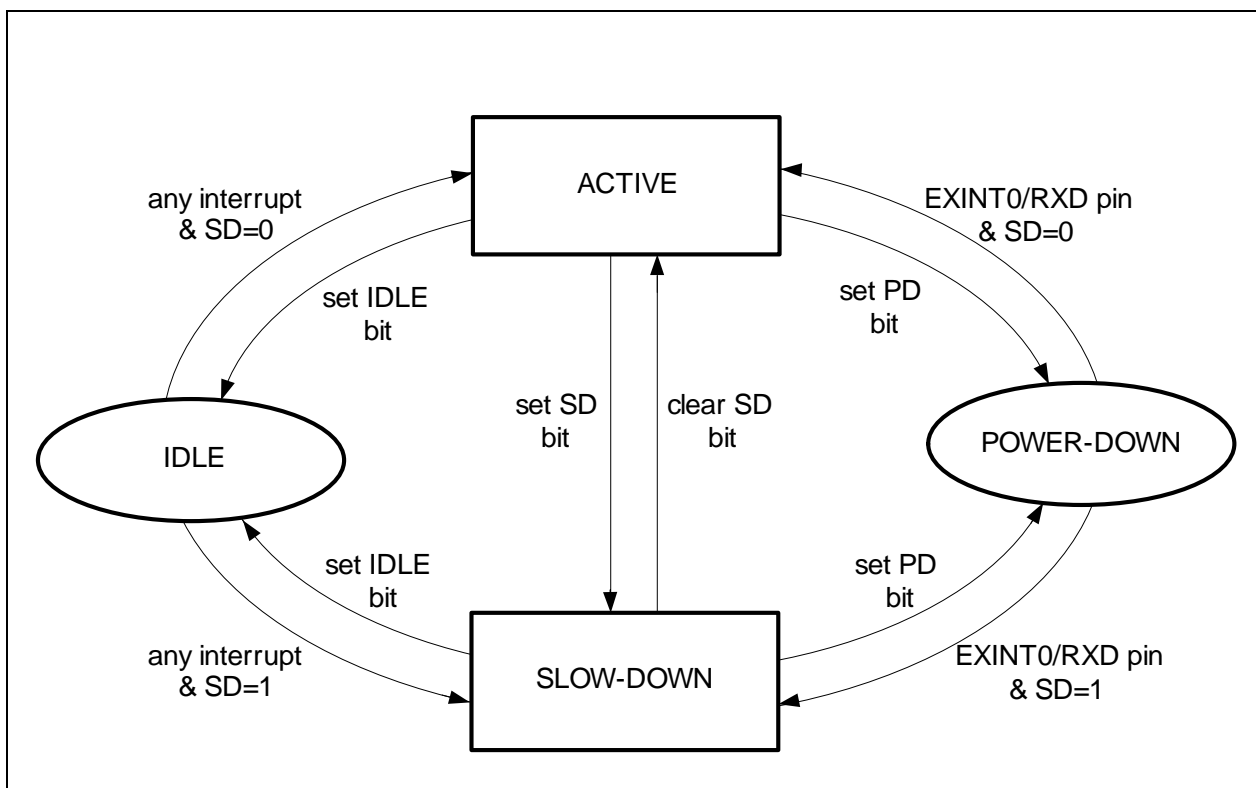 ACTIVE
any interrupt
& SD=0
EXINT0/RXD pin
& SD=0
set IDLE
bit
set PD
bit
set SD
bit
clear SD
bit
IDLE
POWER-DOWN
set IDLE
bit
set PD
bit
any interrupt
& SD=1
SLOW-DOWN
EXINT0/RXD pin
& SD=1